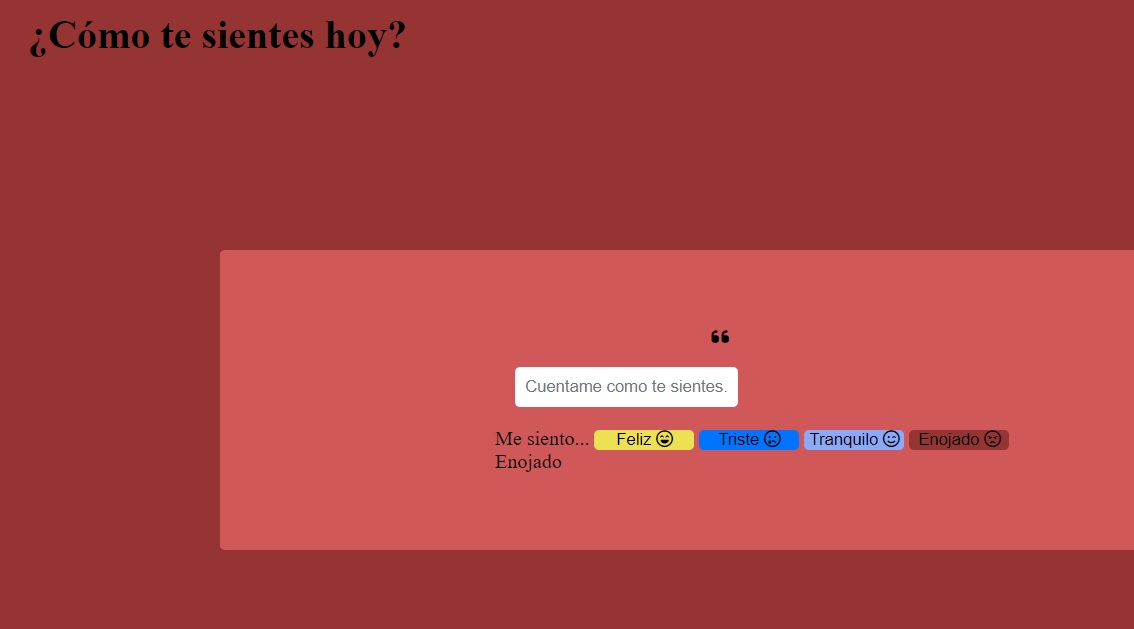 ¿Cómo te sientes hoy?
❝
Cuentame como te sientes.
Me siento... Feliz Triste Tranquilo Enojado
Enojado